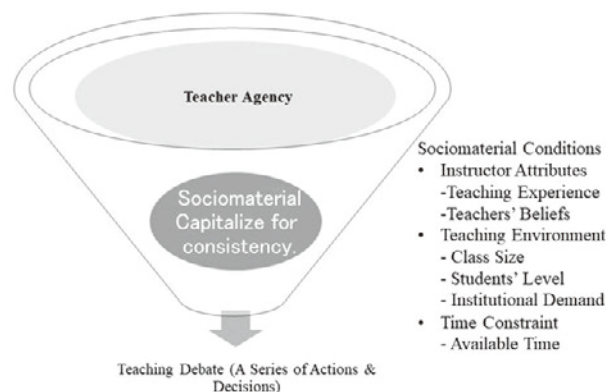 Teacher Agency
Sociomaterial
Capitalize for
consistency.
Sociomaterial Conditions
• Instructor Attributes
-Teaching Experience
-Teachers' Beliefs
• Teaching Environment
- Class Size
- Students' Level
- Institutional Demand
• Time Constraint
- Available Time
Teaching Debate (A Series of Actions &
Decisions)